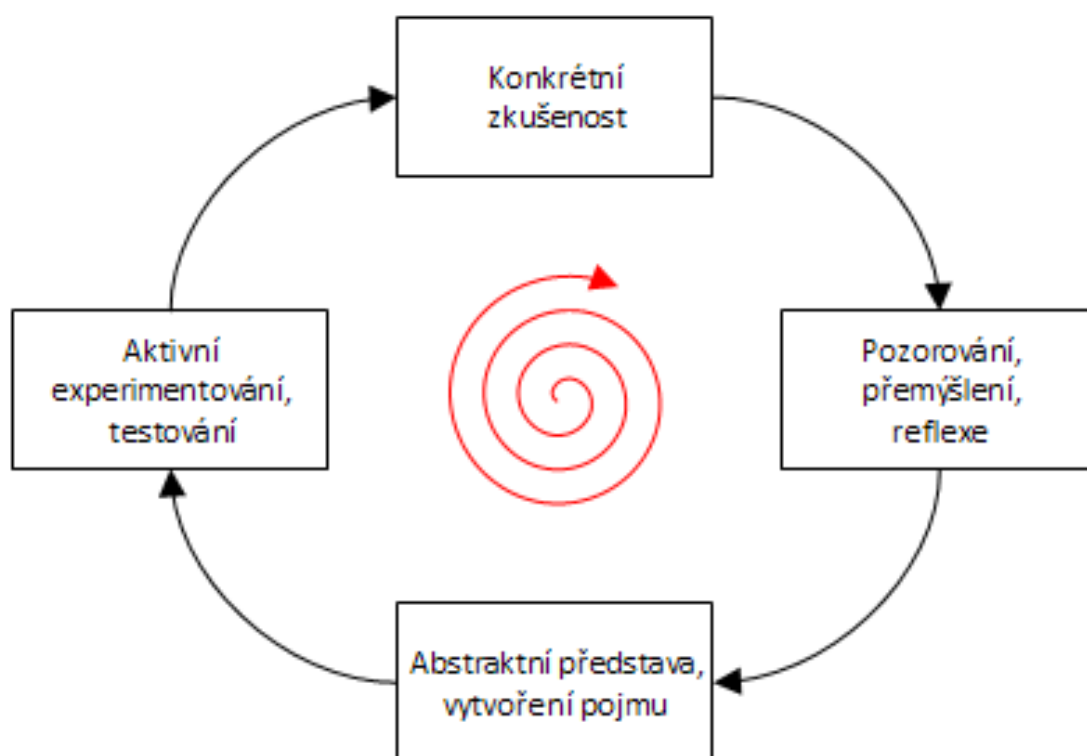 Konkrétní
zkušenost
Pozorování,
přemýšlení,
reflexe
Abstraktní představa,
vytvoření pojmu
Aktivní
experimentování,
testování